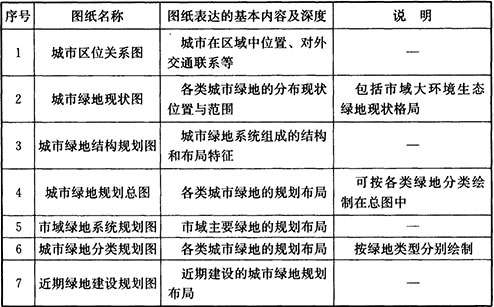 序号 图纸名称 图纸表达的基本内容及深度 说 明
1 城市区位关系图 城市在区域中位置、对外
交通联系等 —
2 城市绿地现状图 各类城市绿地的分布现状
位置与范围 包括市域大环境生态
绿地现状格局
3 城市绿地结构规划图 城市绿地系统组成的结构
和布局特征 —
4 城市绿地规划总图 各类城市绿地的规划布局 可按各类绿地分类绘
制在总图中
5 市域绿地系统规划图 市域主要绿地的规划布局 —
6 城市绿地分类规划图 各类城市绿地的规划布局 按绿地类型分别绘制
7 近期绿地建设规划图 近期建设的城市绿地规划
布局 —